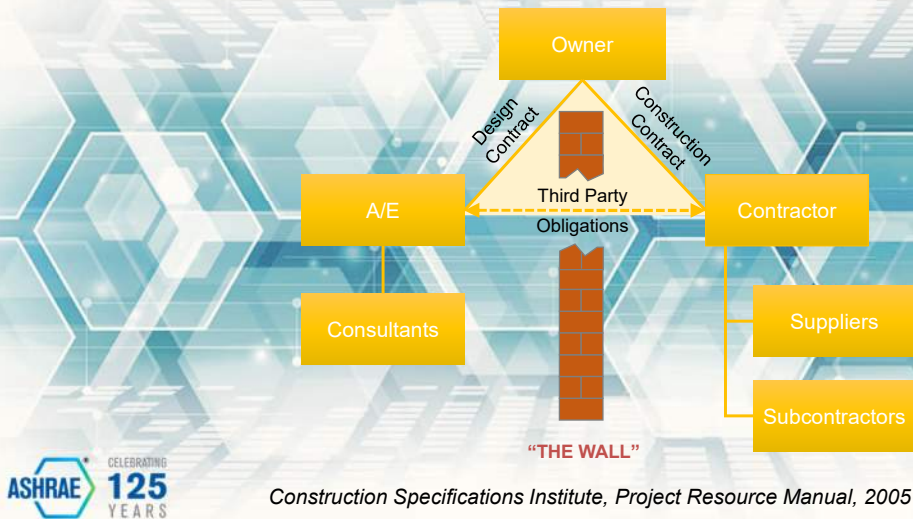 Owner
Design
Contract
Construction
Contract
Third Party
A/E
Contractor
Obligations
Consultants
Suppliers
Subcontractors
“THE WALL”
ASHRAE
CELEBRATING
125
YEARS
Construction Specifications Institute, Project Resource Manual, 2005